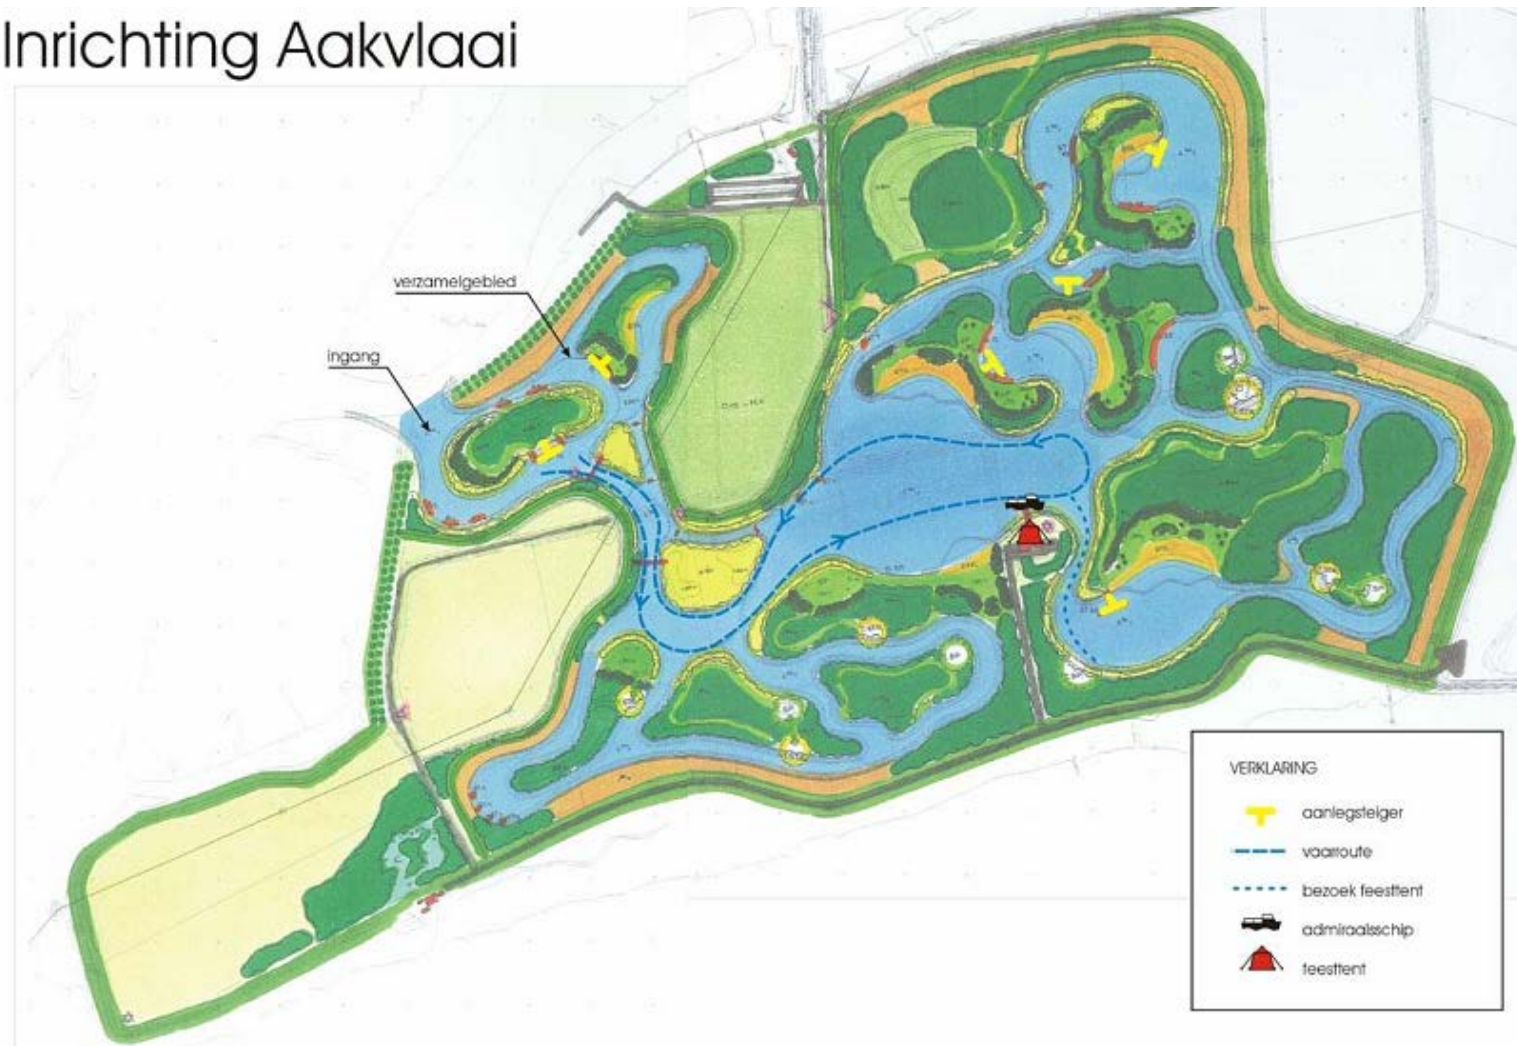 Inrichting Aakvlaai
verzamelgebied
ingang
VERKLARING
aanlegsteiger
vaarroute
bezoek feesttent
admiraalsschip
feesttent